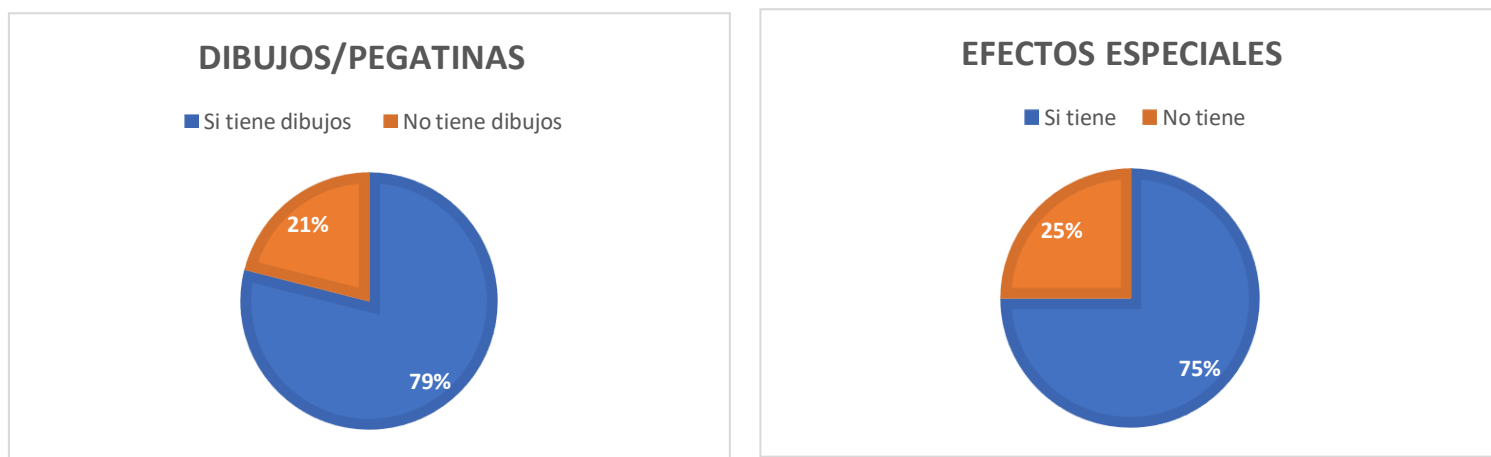 DIBUJOS/PEGATINAS
Si tiene dibujos No tiene dibujos
21%
79%
EFECTOS ESPECIALES
Si tiene No tiene
25%
75%